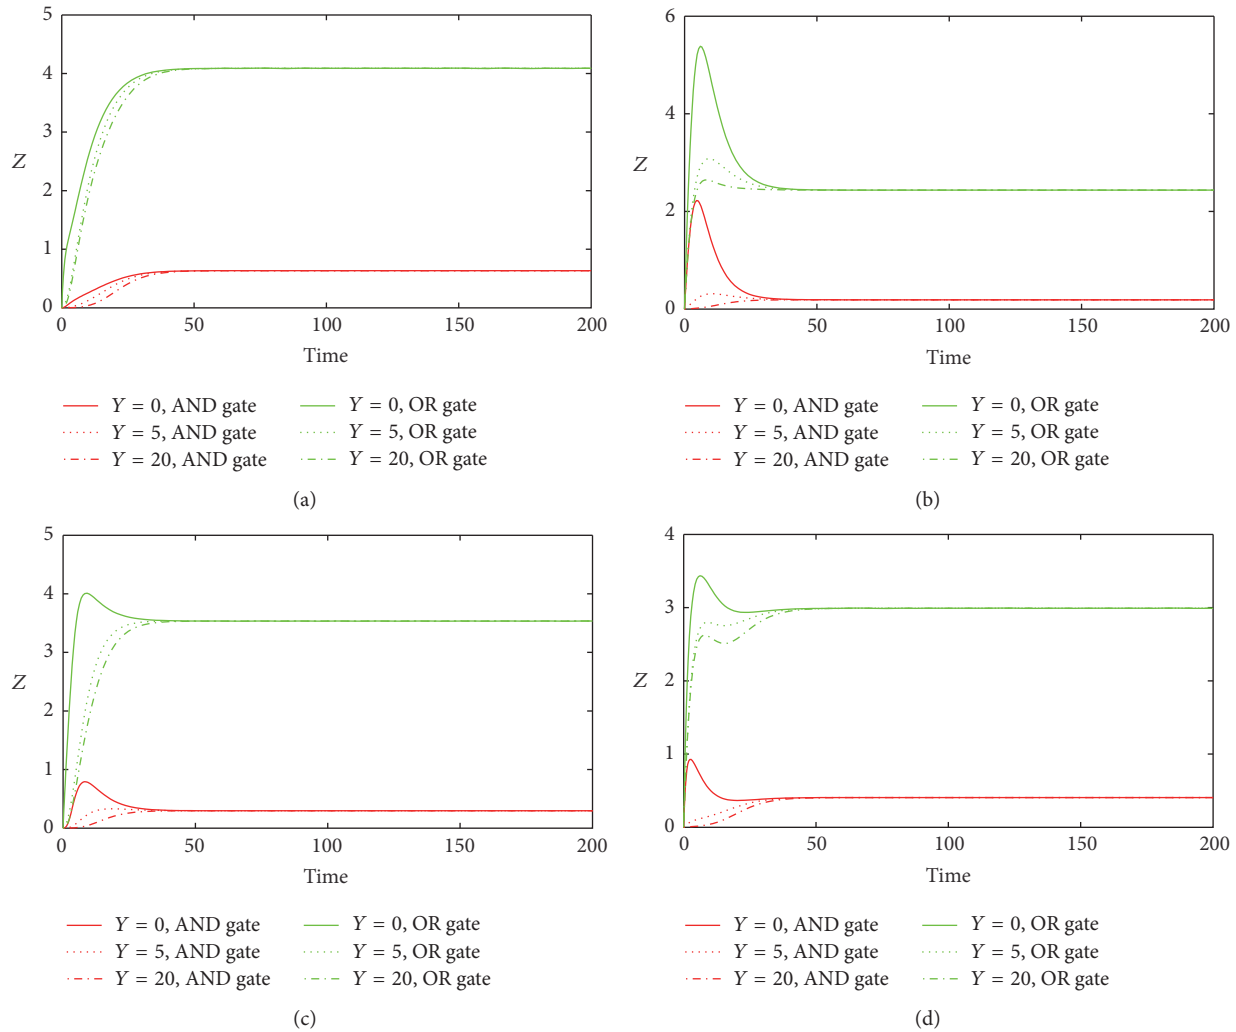 5
4
3
Z
2
1
0
0
50
100
150
200
Time
Y = 0, AND gate
Y = 0, OR gate
Y = 5, AND gate
Y = 5, OR gate
Y = 20, AND gate
Y = 20, OR gate
(a)
6
4
Z
2
0
0
50
100
150
200
Time
Y = 0, AND gate
Y = 0, OR gate
Y = 5, AND gate
Y = 5, OR gate
Y = 20, AND gate
Y = 20, OR gate
(b)
5
4
3
Z
2
1
0
0
50
100
150
200
Time
Y = 0, AND gate
Y = 0, OR gate
Y = 5, AND gate
Y = 5, OR gate
Y = 20, AND gate
Y = 20, OR gate
(c)
4
3
Z
2
1
0
0
50
100
150
200
Time
Y = 0, AND gate
Y = 0, OR gate
Y = 5, AND gate
Y = 5, OR gate
Y = 20, AND gate
Y = 20, OR gate
(d)